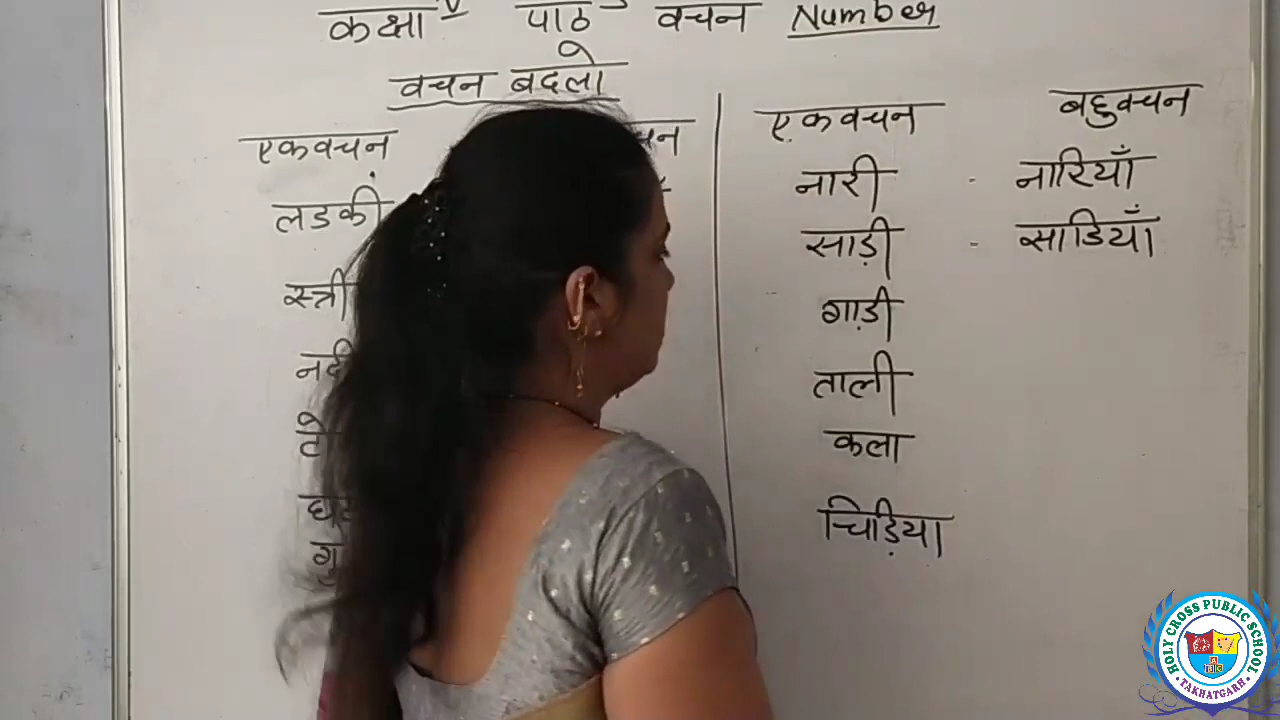 कक्षा V पाठ वचन Number
वचन बदलो
एकवचन
लडकी
स्त्री
एकवचन बहुवचन
नारी - नारियाँ
साड़ी - साडियाँ
गाड़ी
ताली
कला
चिड़िया
HOLY CROSS PUBLIC SCHOOL
TAKHATGARH